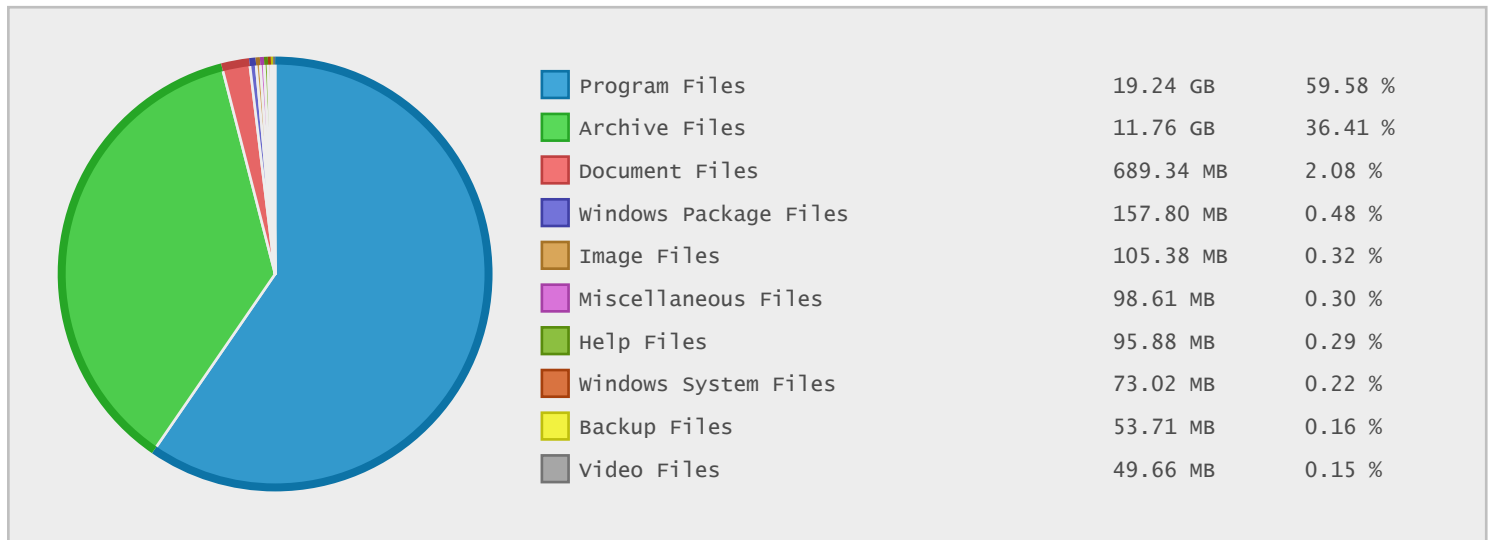 Program Files 19.24 GB 59.58 %
Archive Files 11.76 GB 36.41 %
Document Files 689.34 MB 2.08 %
Windows Package Files 157.80 MB 0.48 %
Image Files 105.38 MB 0.32 %
Miscellaneous Files 98.61 MB 0.30 %
Help Files 95.88 MB 0.29 %
Windows System Files 73.02 MB 0.22 %
Backup Files 53.71 MB 0.16 %
Video Files 49.66 MB 0.15 %